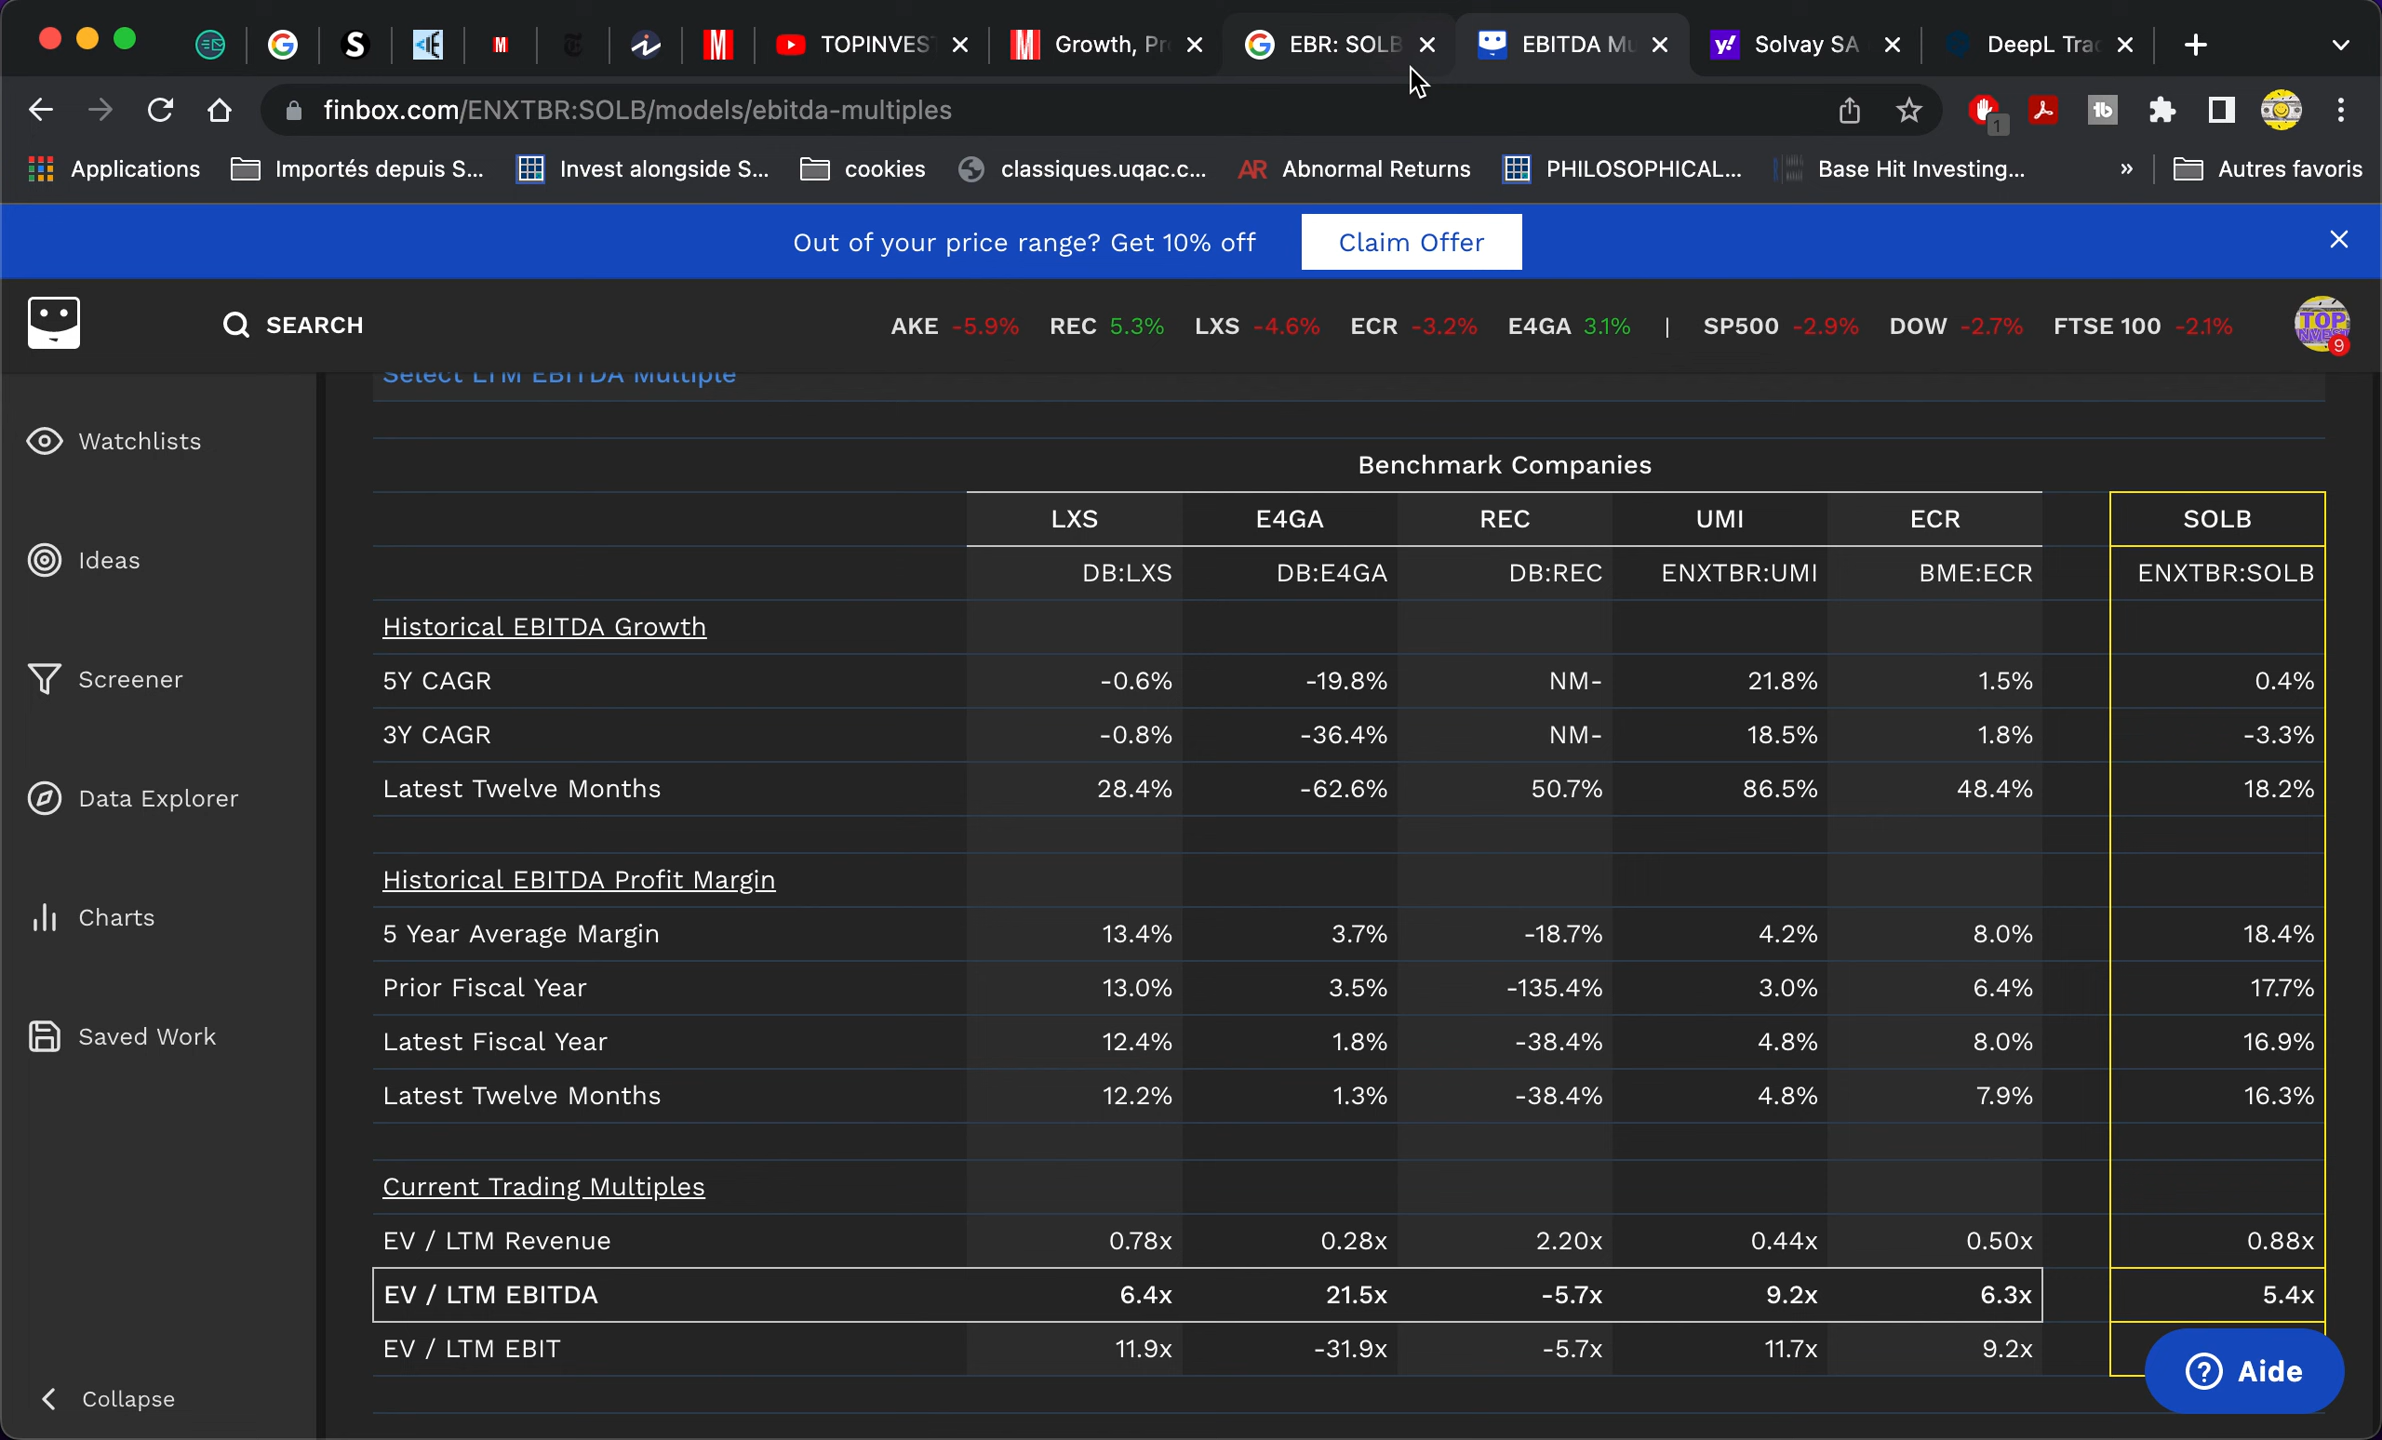 TOPINVES
Growth, Pr
EBR: SOLB
EBITDA Mu
Solvay SA
DeepL Tra
finbox.com/ENXTBR:SOLB/models/ebitda-multiples
1
Applications
Importés depuis S...
Invest alongside S...
cookies
classiques.uqac.c...
AR Abnormal Returns
PHILOSOPHICAL...
Base Hit Investing...
»
Autres favoris
Out of your price range? Get 10% off
Claim Offer
SEARCH
AKE -5.9% REC 5.3% LXS -4.6% ECR -3.2% E4GA 3.1% | SP500 -2.9% DOW -2.7% FTSE 100 -2.1%
TOP
9
Watchlists
Ideas
Screener
Data Explorer
Charts
Saved Work
Collapse
Select LTM EBITDA Multiple
Benchmark Companies
LXS E4GA REC UMI ECR SOLB
DB:LXS DB:E4GA DB:REC ENXTBR:UMI BME:ECR ENXTBR:SOLB
Historical EBITDA Growth
5Y CAGR -0.6% -19.8% NM- 21.8% 1.5% 0.4%
3Y CAGR -0.8% -36.4% NM- 18.5% 1.8% -3.3%
Latest Twelve Months 28.4% -62.6% 50.7% 86.5% 48.4% 18.2%
Historical EBITDA Profit Margin
5 Year Average Margin 13.4% 3.7% -18.7% 4.2% 8.0% 18.4%
Prior Fiscal Year 13.0% 3.5% -135.4% 3.0% 6.4% 17.7%
Latest Fiscal Year 12.4% 1.8% -38.4% 4.8% 8.0% 16.9%
Latest Twelve Months 12.2% 1.3% -38.4% 4.8% 7.9% 16.3%
Current Trading Multiples
EV / LTM Revenue 0.78x 0.28x 2.20x 0.44x 0.50x 0.88x
EV / LTM EBITDA 6.4x 21.5x -5.7x 9.2x 6.3x 5.4x
EV / LTM EBIT 11.9x -31.9x -5.7x 11.7x 9.2x
Aide